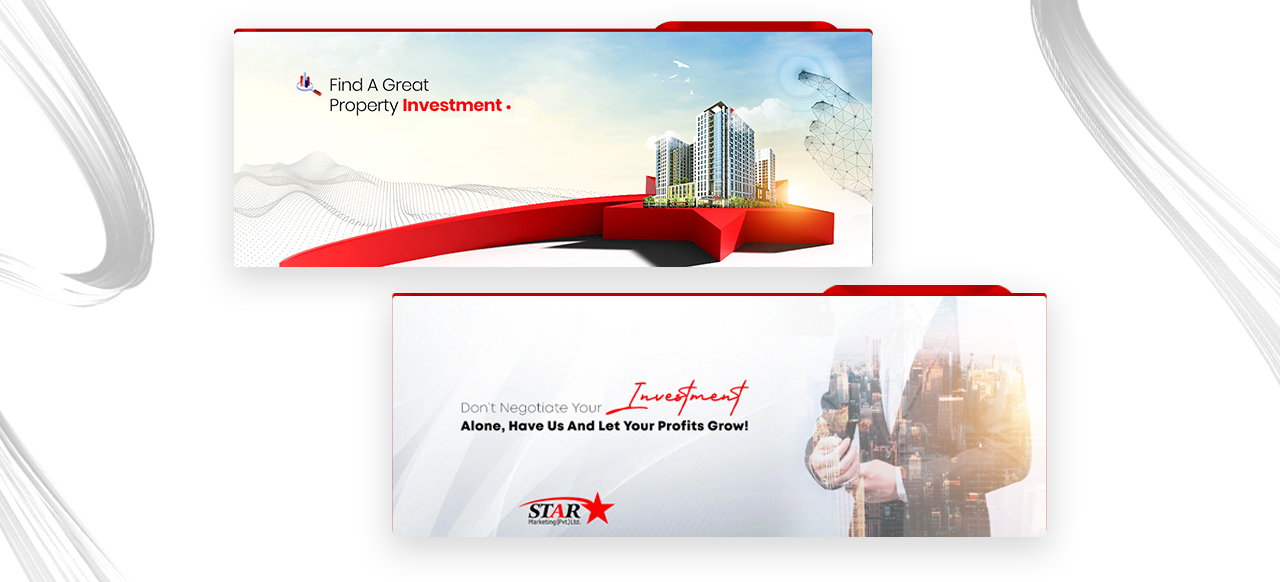 Find A Great
Property Investment
Don't Negotiate Your Investment
Alone, Have Us And Let Your Profits Grow!
STAR
Marketing(Pvt.)Ltd.